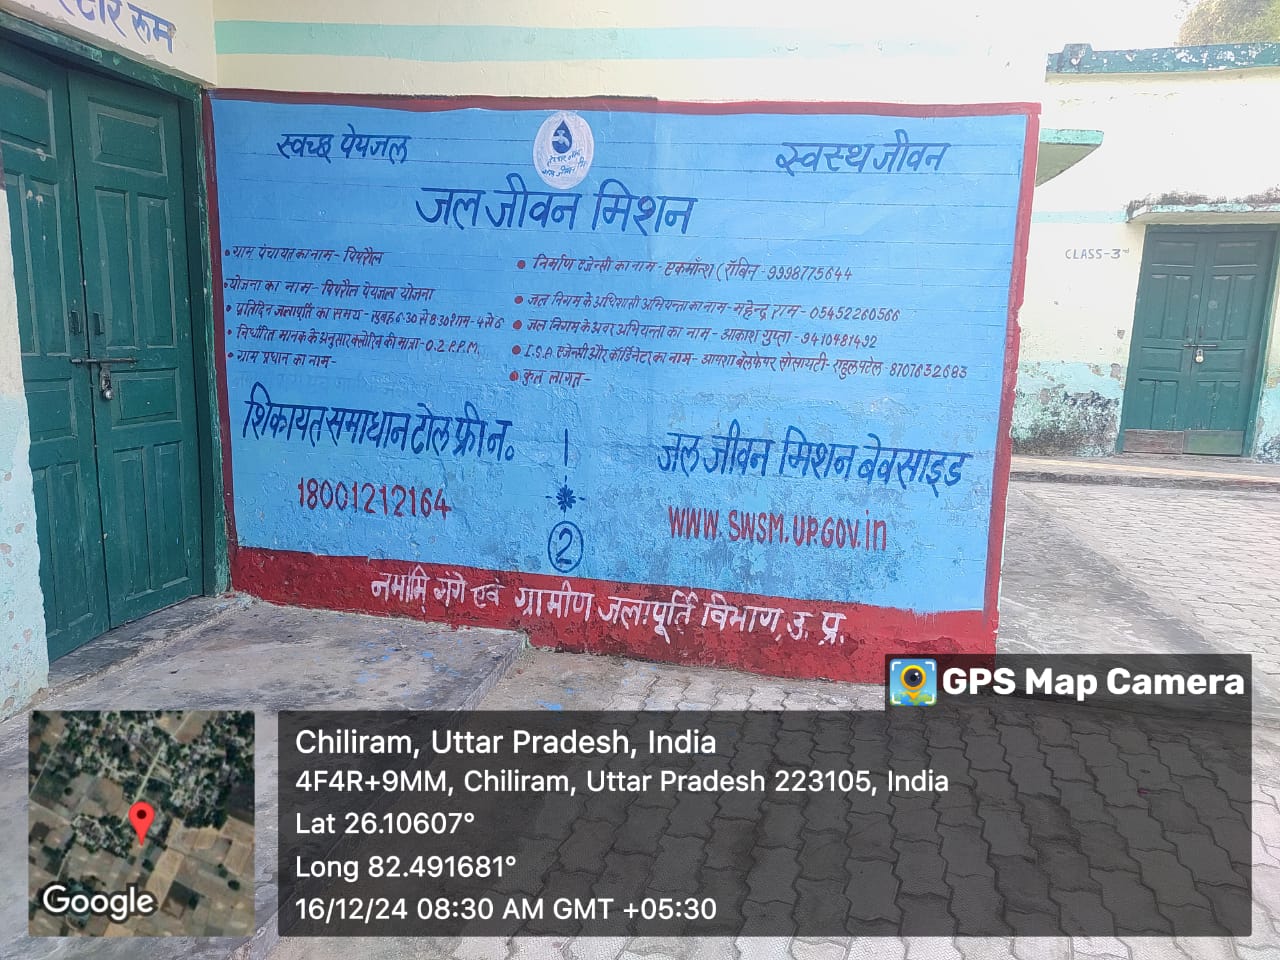 स्टोर रूम
स्वच्छ पेयजल
स्वस्थ जीवन
जल जीवन मिशन
• ग्राम पंचायत का नाम - पिपरौल
• योजना का नाम - पिपरौल पेयजल योजना
• प्रतिदिन जलापूर्ति का समय - सुबह 6:30 से 8:30 शाम - 4 से 6
• निर्धारित मानक के अनुसार क्लोरिन की मात्रा - 0.2 P.P.M.
• ग्राम प्रधान का नाम -
• निर्माण एजेन्सी का नाम - एकमॉन्श (रॉबिन - 9998775644
• जल निगम के अधिशाती अभियन्ता का नाम - महेन्द्र राम - 05452260566
• जल निगम के अवर अभियन्ता का नाम - आकाश गुप्ता - 9410481492
• I.S.A एजेन्सी और कॉर्डिनेटर का नाम - आयशा बेलफेयर सोसायटी - राहुल पटेल - 8707632683
• कुल लागत -
शिकायत समाधान टोल फ्री न०
18001212164
जल जीवन मिशन बेवसाइड
WWW.SWSM.UP.GOV.in
2
नमामि गंगे एवं ग्रामीण जलापूर्ति विभाग, उ. प्र.
CLASS-3rd
GPS Map Camera
Chiliram, Uttar Pradesh, India
4F4R+9MM, Chiliram, Uttar Pradesh 223105, India
Lat 26.10607°
Long 82.491681°
16/12/24 08:30 AM GMT +05:30
Google